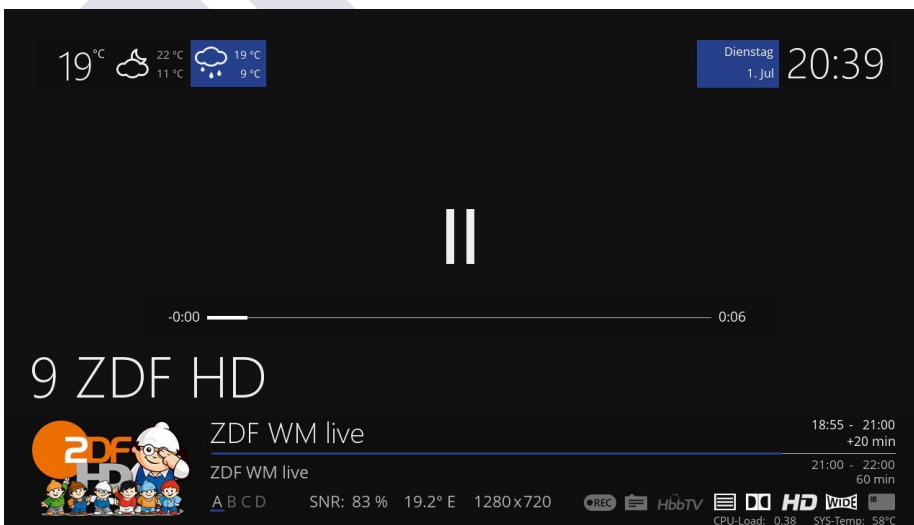 19°C 22 °C 19 °C
11 °C 9 °C
Dienstag
1. Jul
20:39
-0:00 0:06
9 ZDF HD
ZDF HD
ZDF WM live 18:55 - 21:00
+20 min
ZDF WM live 21:00 - 22:00
60 min
A B C D SNR: 83 % 19.2° E 1280x720 REC HbbTV HD WIDE
CPU-Load: 0.38 SYS-Temp: 58°C